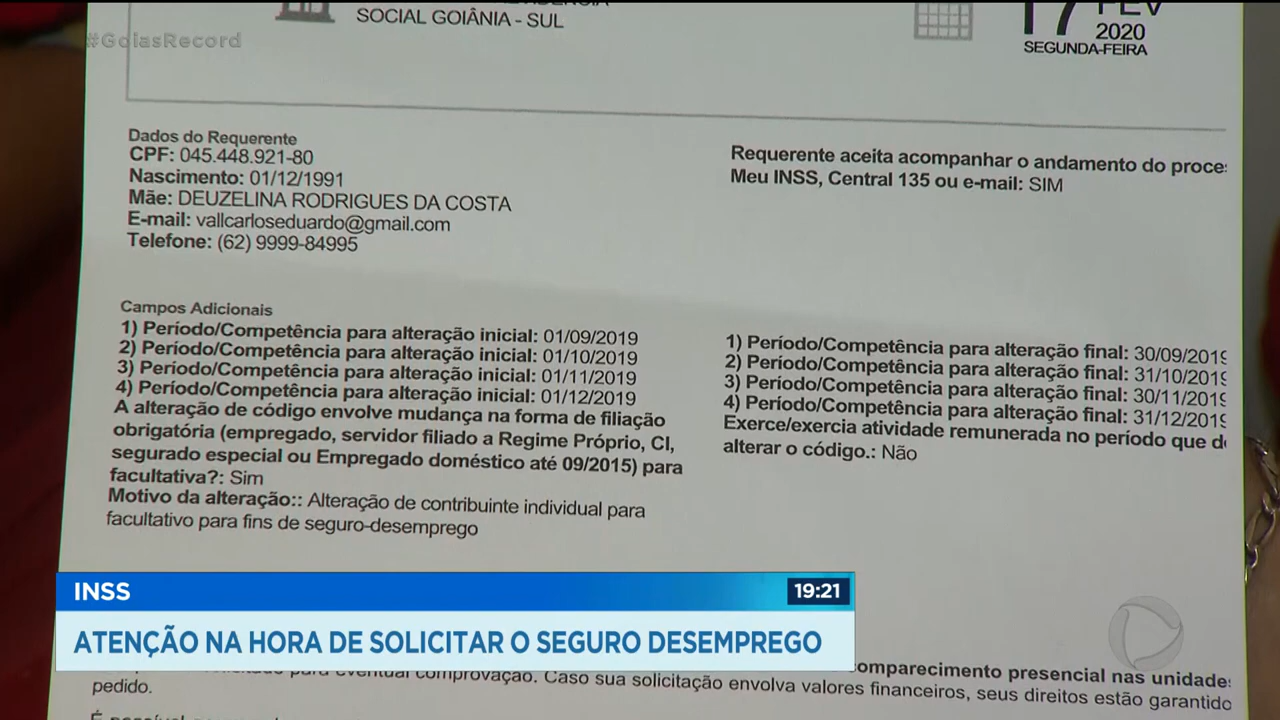 SOCIAL GOIÂNIA - SUL
17 FEV
2020
SEGUNDA-FEIRA
#GoiasRecord
Dados do Requerente
CPF: 045.448.921-80
Nascimento: 01/12/1991
Mãe: DEUZELINA RODRIGUES DA COSTA
E-mail: vallcarloseduardo@gmail.com
Telefone: (62) 9999-84995
Requerente aceita acompanhar o andamento do proces
Meu INSS, Central 135 ou e-mail: SIM
Campos Adicionais
1) Período/Competência para alteração inicial: 01/09/2019
2) Período/Competência para alteração inicial: 01/10/2019
3) Período/Competência para alteração inicial: 01/11/2019
4) Período/Competência para alteração inicial: 01/12/2019
A alteração de código envolve mudança na forma de filiação
obrigatória (empregado, servidor filiado a Regime Próprio, CI,
segurado especial ou Empregado doméstico até 09/2015) para
facultativa?: Sim
Motivo da alteração:: Alteração de contribuinte individual para
facultativo para fins de seguro-desemprego
1) Período/Competência para alteração final: 30/09/2019
2) Período/Competência para alteração final: 31/10/2019
3) Período/Competência para alteração final: 30/11/2019
4) Período/Competência para alteração final: 31/12/2019
Exerce/exercia atividade remunerada no período que de
alterar o código.: Não
INSS
19:21
ATENÇÃO NA HORA DE SOLICITAR O SEGURO DESEMPREGO
comparecimento presencial nas unidades
eventual comprovação. Caso sua solicitação envolva valores financeiros, seus direitos estão garantido
pedido.